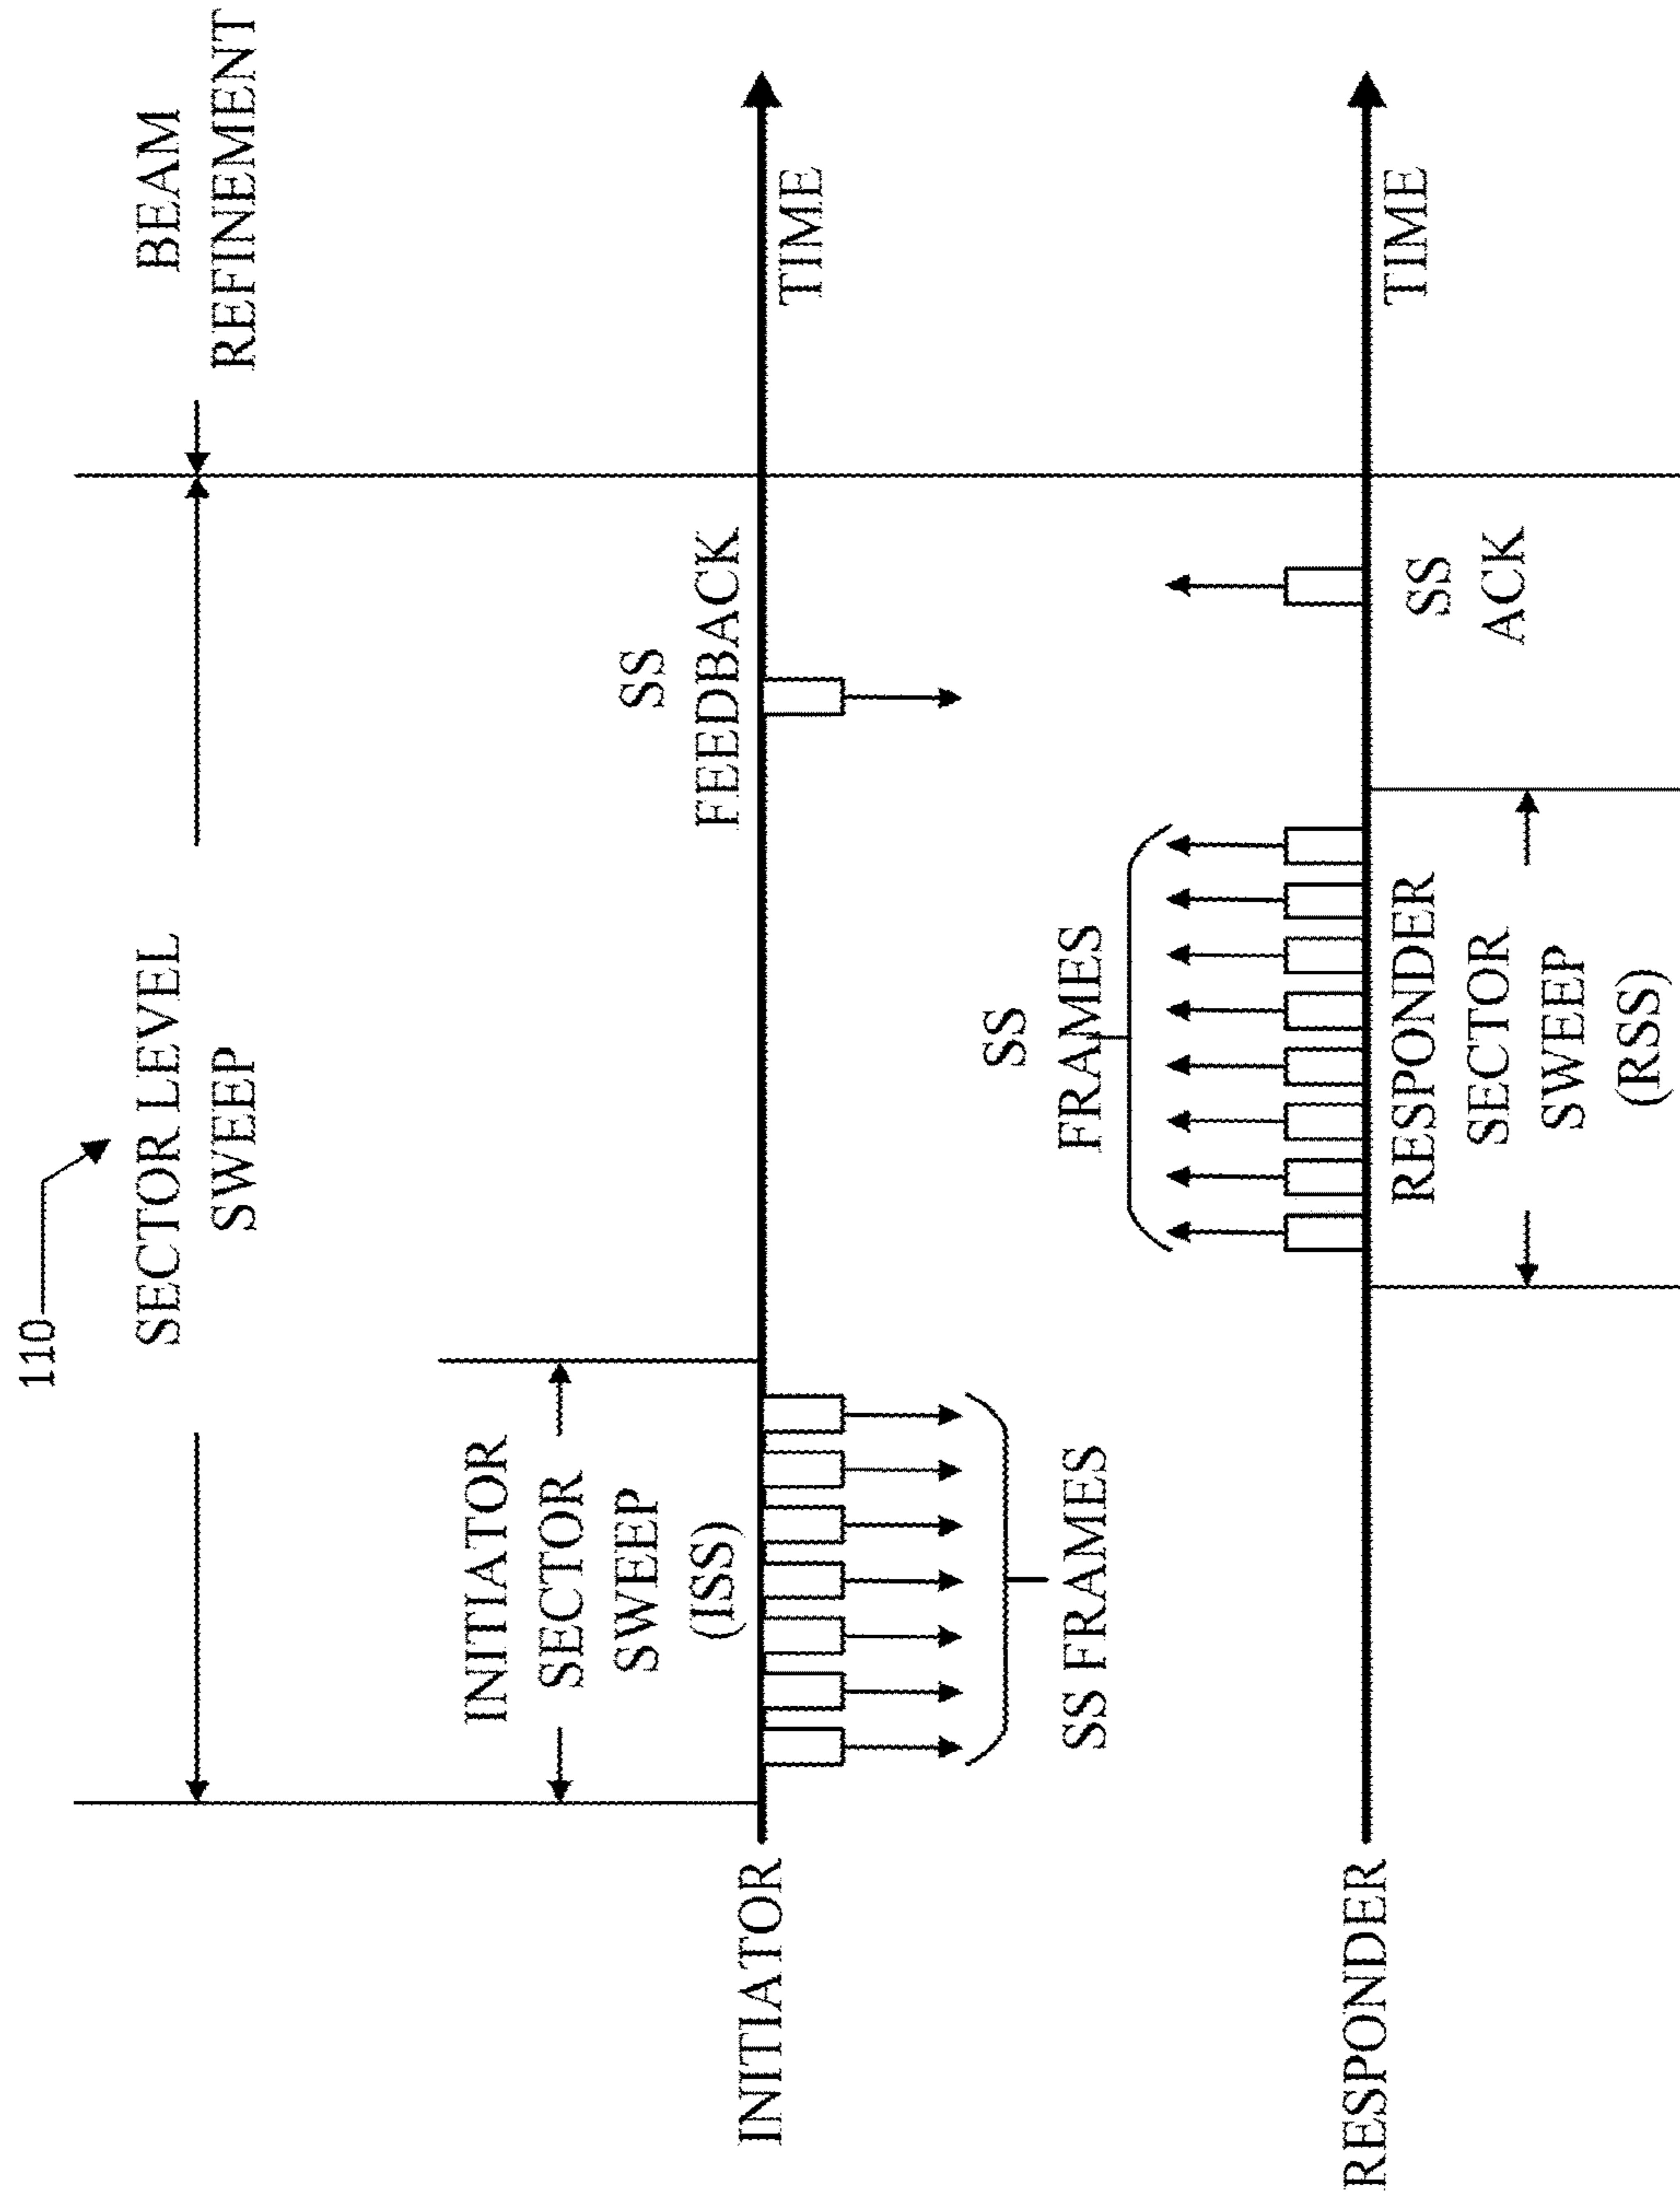 110
SECTOR LEVEL
SWEEP
BEAM
REFINEMENT
INITIATOR
SECTOR
SWEEP
(ISS)
SS
FEEDBACK
INITIATOR
TIME
SS FRAMES
SS
FRAMES
RESPONDER
TIME
RESPONDER
SECTOR
SWEEP
(RSS)
SS
ACK